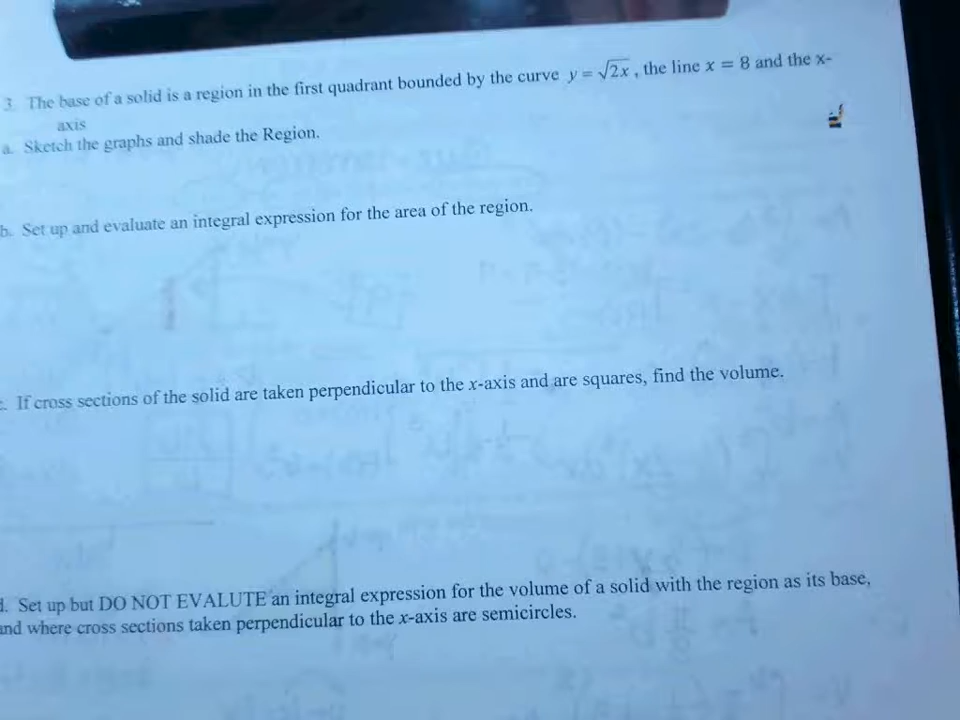 3. The base of a solid is a region in the first quadrant bounded by the curve y = √2x , the line x = 8 and the x-
axis
a. Sketch the graphs and shade the Region.
b. Set up and evaluate an integral expression for the area of the region.
. If cross sections of the solid are taken perpendicular to the x-axis and are squares, find the volume.
d. Set up but DO NOT EVALUTE an integral expression for the volume of a solid with the region as its base,
and where cross sections taken perpendicular to the x-axis are semicircles.